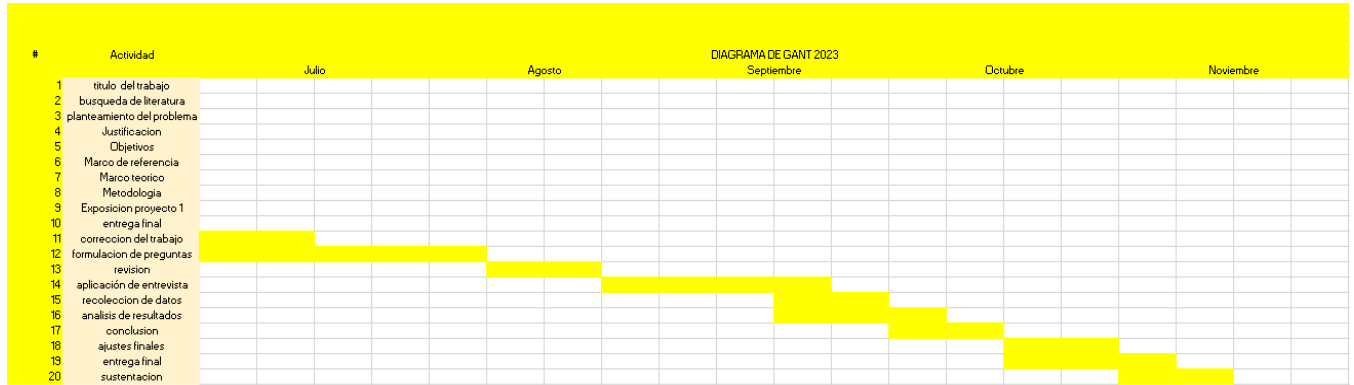 # Actividad DIAGRAMA DE GANT 2023
Julio Agosto Septiembre Octubre Noviembre
1 titulo del trabajo
2 busqueda de literatura
3 planteamiento del problema
4 Justificacion
5 Objetivos
6 Marco de referencia
7 Marco teorico
8 Metodologia
9 Exposicion proyecto 1
10 entrega final
11 correccion del trabajo
12 formulacion de preguntas
13 revision
14 aplicación de entrevista
15 recoleccion de datos
16 analisis de resultados
17 conclusion
18 ajustes finales
19 entrega final
20 sustentacion